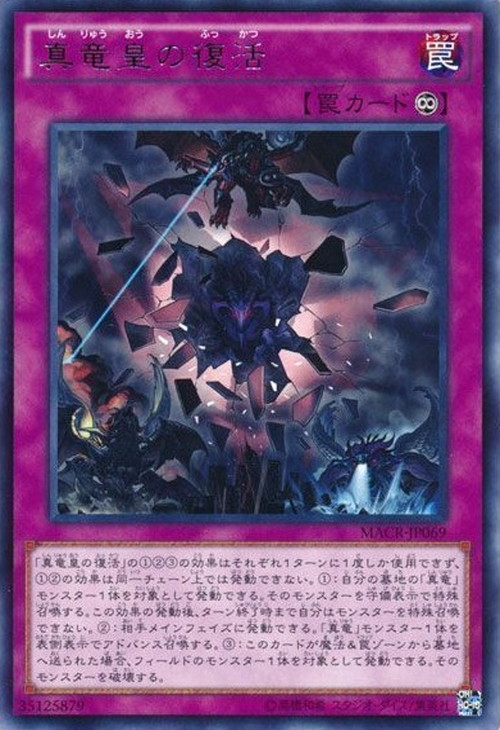 しん りゅう おう ふっ かつ
真竜皇の復活
トラップ
罠
【罠カード】
MACR-JP069
「真竜皇の復活」の①②③の効果はそれぞれ1ターンに1度しか使用できず、
①②の効果は同一チェーン上では発動できない。①：自分の墓地の「真竜」
モンスター1体を対象として発動できる。そのモンスターを守備表示で特殊
召喚する。この効果の発動後、ターン終了時まで自分はモンスターを特殊召喚
できない。②：相手メインフェイズに発動できる。「真竜」モンスター1体を
表側表示でアドバンス召喚する。③：このカードが魔法＆罠ゾーンから墓地
へ送られた場合、フィールドのモンスター1体を対象として発動できる。その
モンスターを破壊する。
35125879
©高橋和希 スタジオ・ダイス/集英社